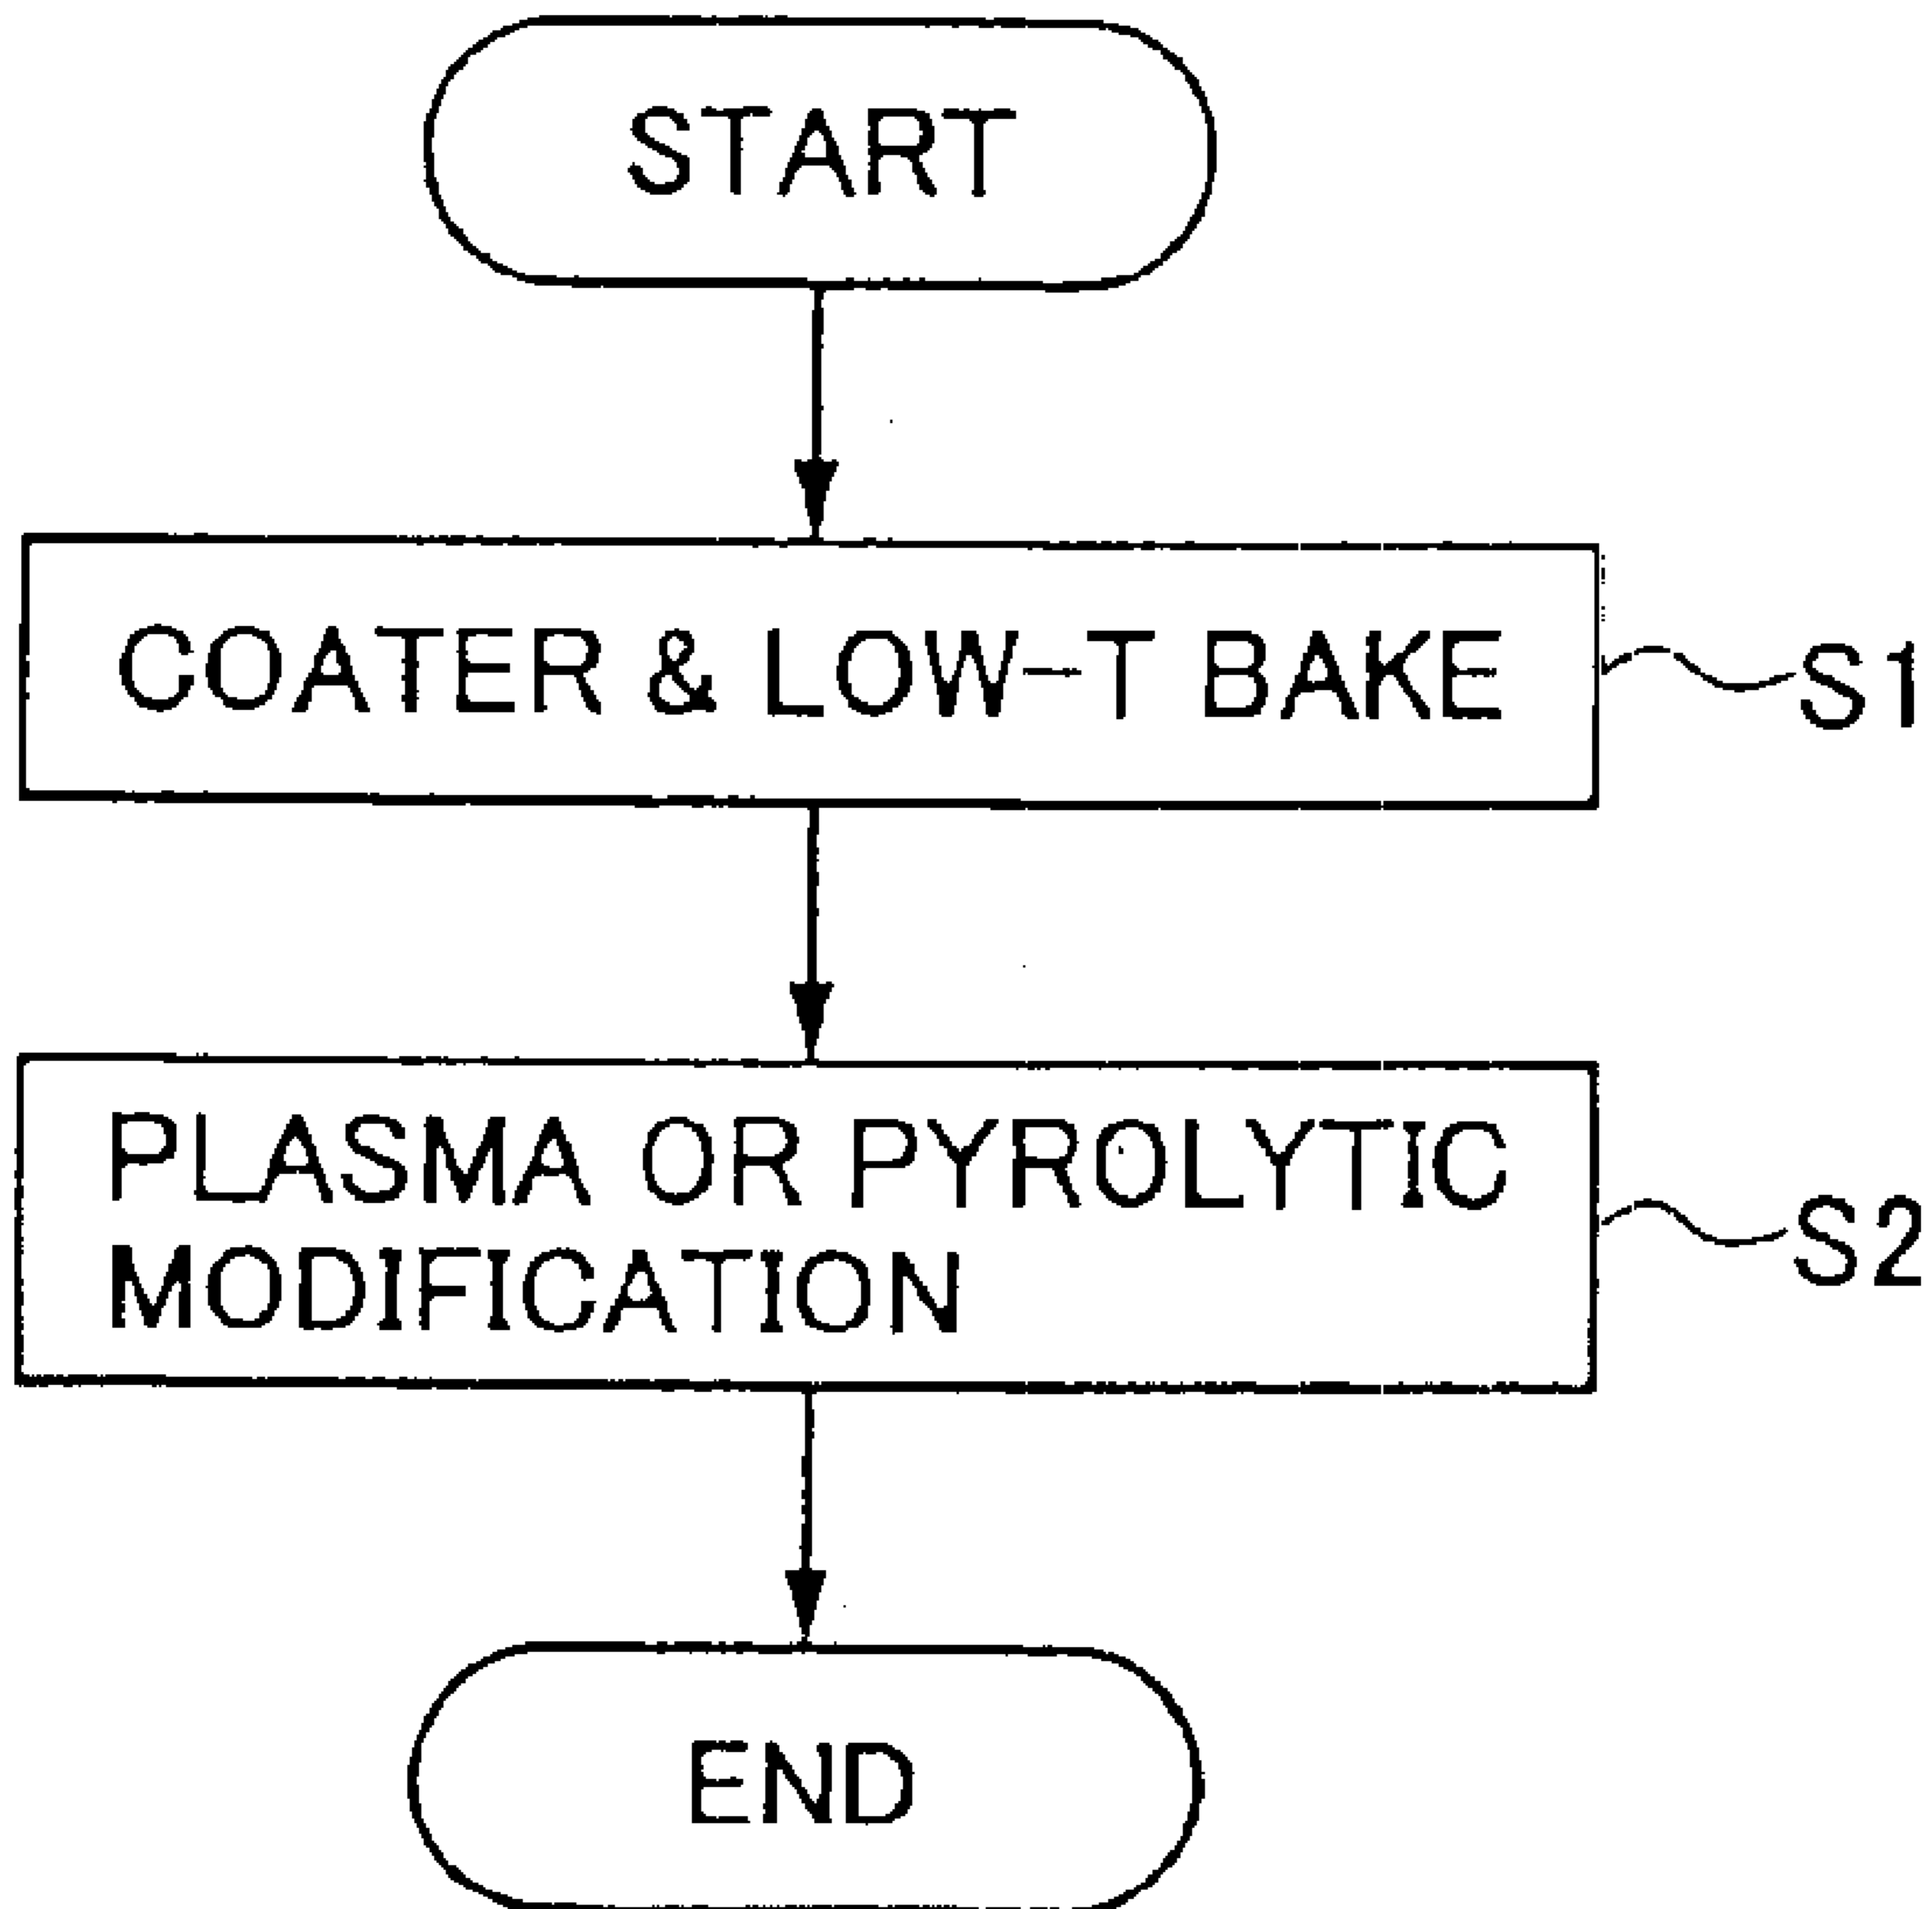 START
COATER & LOW-T BAKE
S1
PLASMA OR PYROLYTIC
MODIFICATION
S2
END